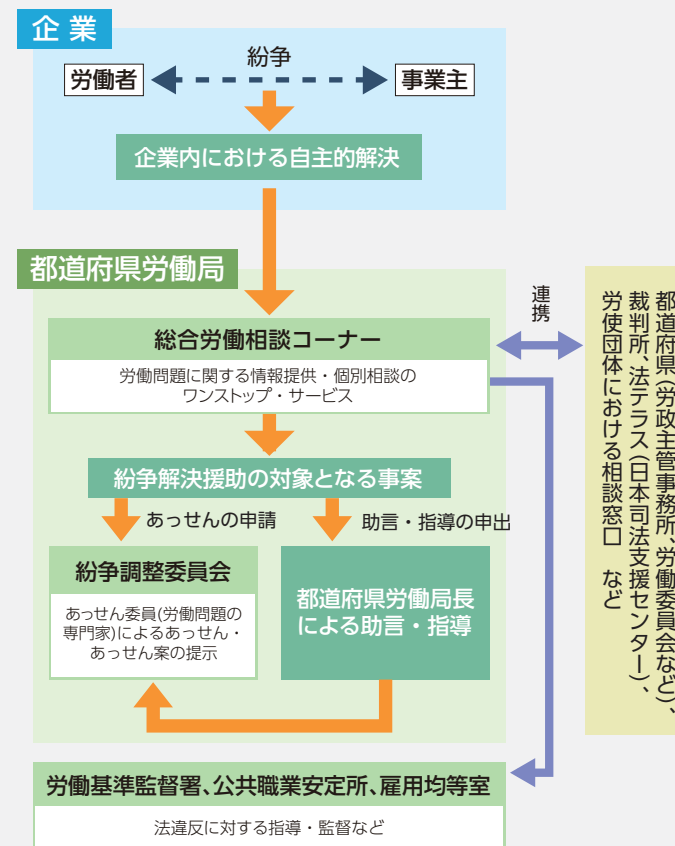 企業
紛争
労働者
事業主
企業内における自主的解決
都道府県労働局
連携
総合労働相談コーナー
労働問題に関する情報提供・個別相談の
ワンストップ・サービス
紛争解決援助の対象となる事案
あっせんの申請
助言・指導の申出
紛争調整委員会
あっせん委員(労働問題の
専門家)によるあっせん・
あっせん案の提示
都道府県労働局長
による助言・指導
都道府県(労政主管事務所、労働委員会など)、
裁判所、法テラス(日本司法支援センター)、
労使団体における相談窓口 など
労働基準監督署、公共職業安定所、雇用均等室
法違反に対する指導・監督など